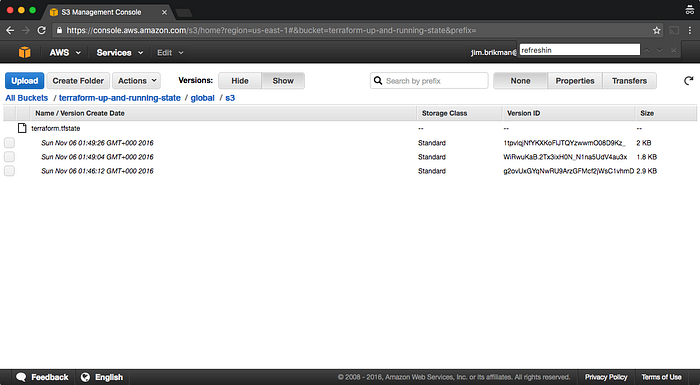 S3 Management Console
https://console.aws.amazon.com/s3/home?region=us-east-1#&bucket=terraform-up-and-running-state&prefix=
AWS Services Edit jim.brikman@ refreshin
Upload Create Folder Actions Versions: Hide Show Search by prefix None Properties Transfers
All Buckets / terraform-up-and-running-state / global / s3
Name / Version Create Date Storage Class Version ID Size
terraform.tfstate -- -- --
Sun Nov 06 01:49:26 GMT+000 2016 Standard 1tpvlqjNfYKXKoFlJTQYzwwmO08D9Kz_ 2 KB
Sun Nov 06 01:49:04 GMT+000 2016 Standard WiRwuKaB.2Tx3ixH0N_N1na5UdV4au3x 1.8 KB
Sun Nov 06 01:46:12 GMT+000 2016 Standard g2ovUxGYqNwRU9ArzGFMcf2jWsC1vhmD 2.9 KB
Feedback English © 2008 - 2016, Amazon Web Services, Inc. or its affiliates. All rights reserved. Privacy Policy Terms of Use